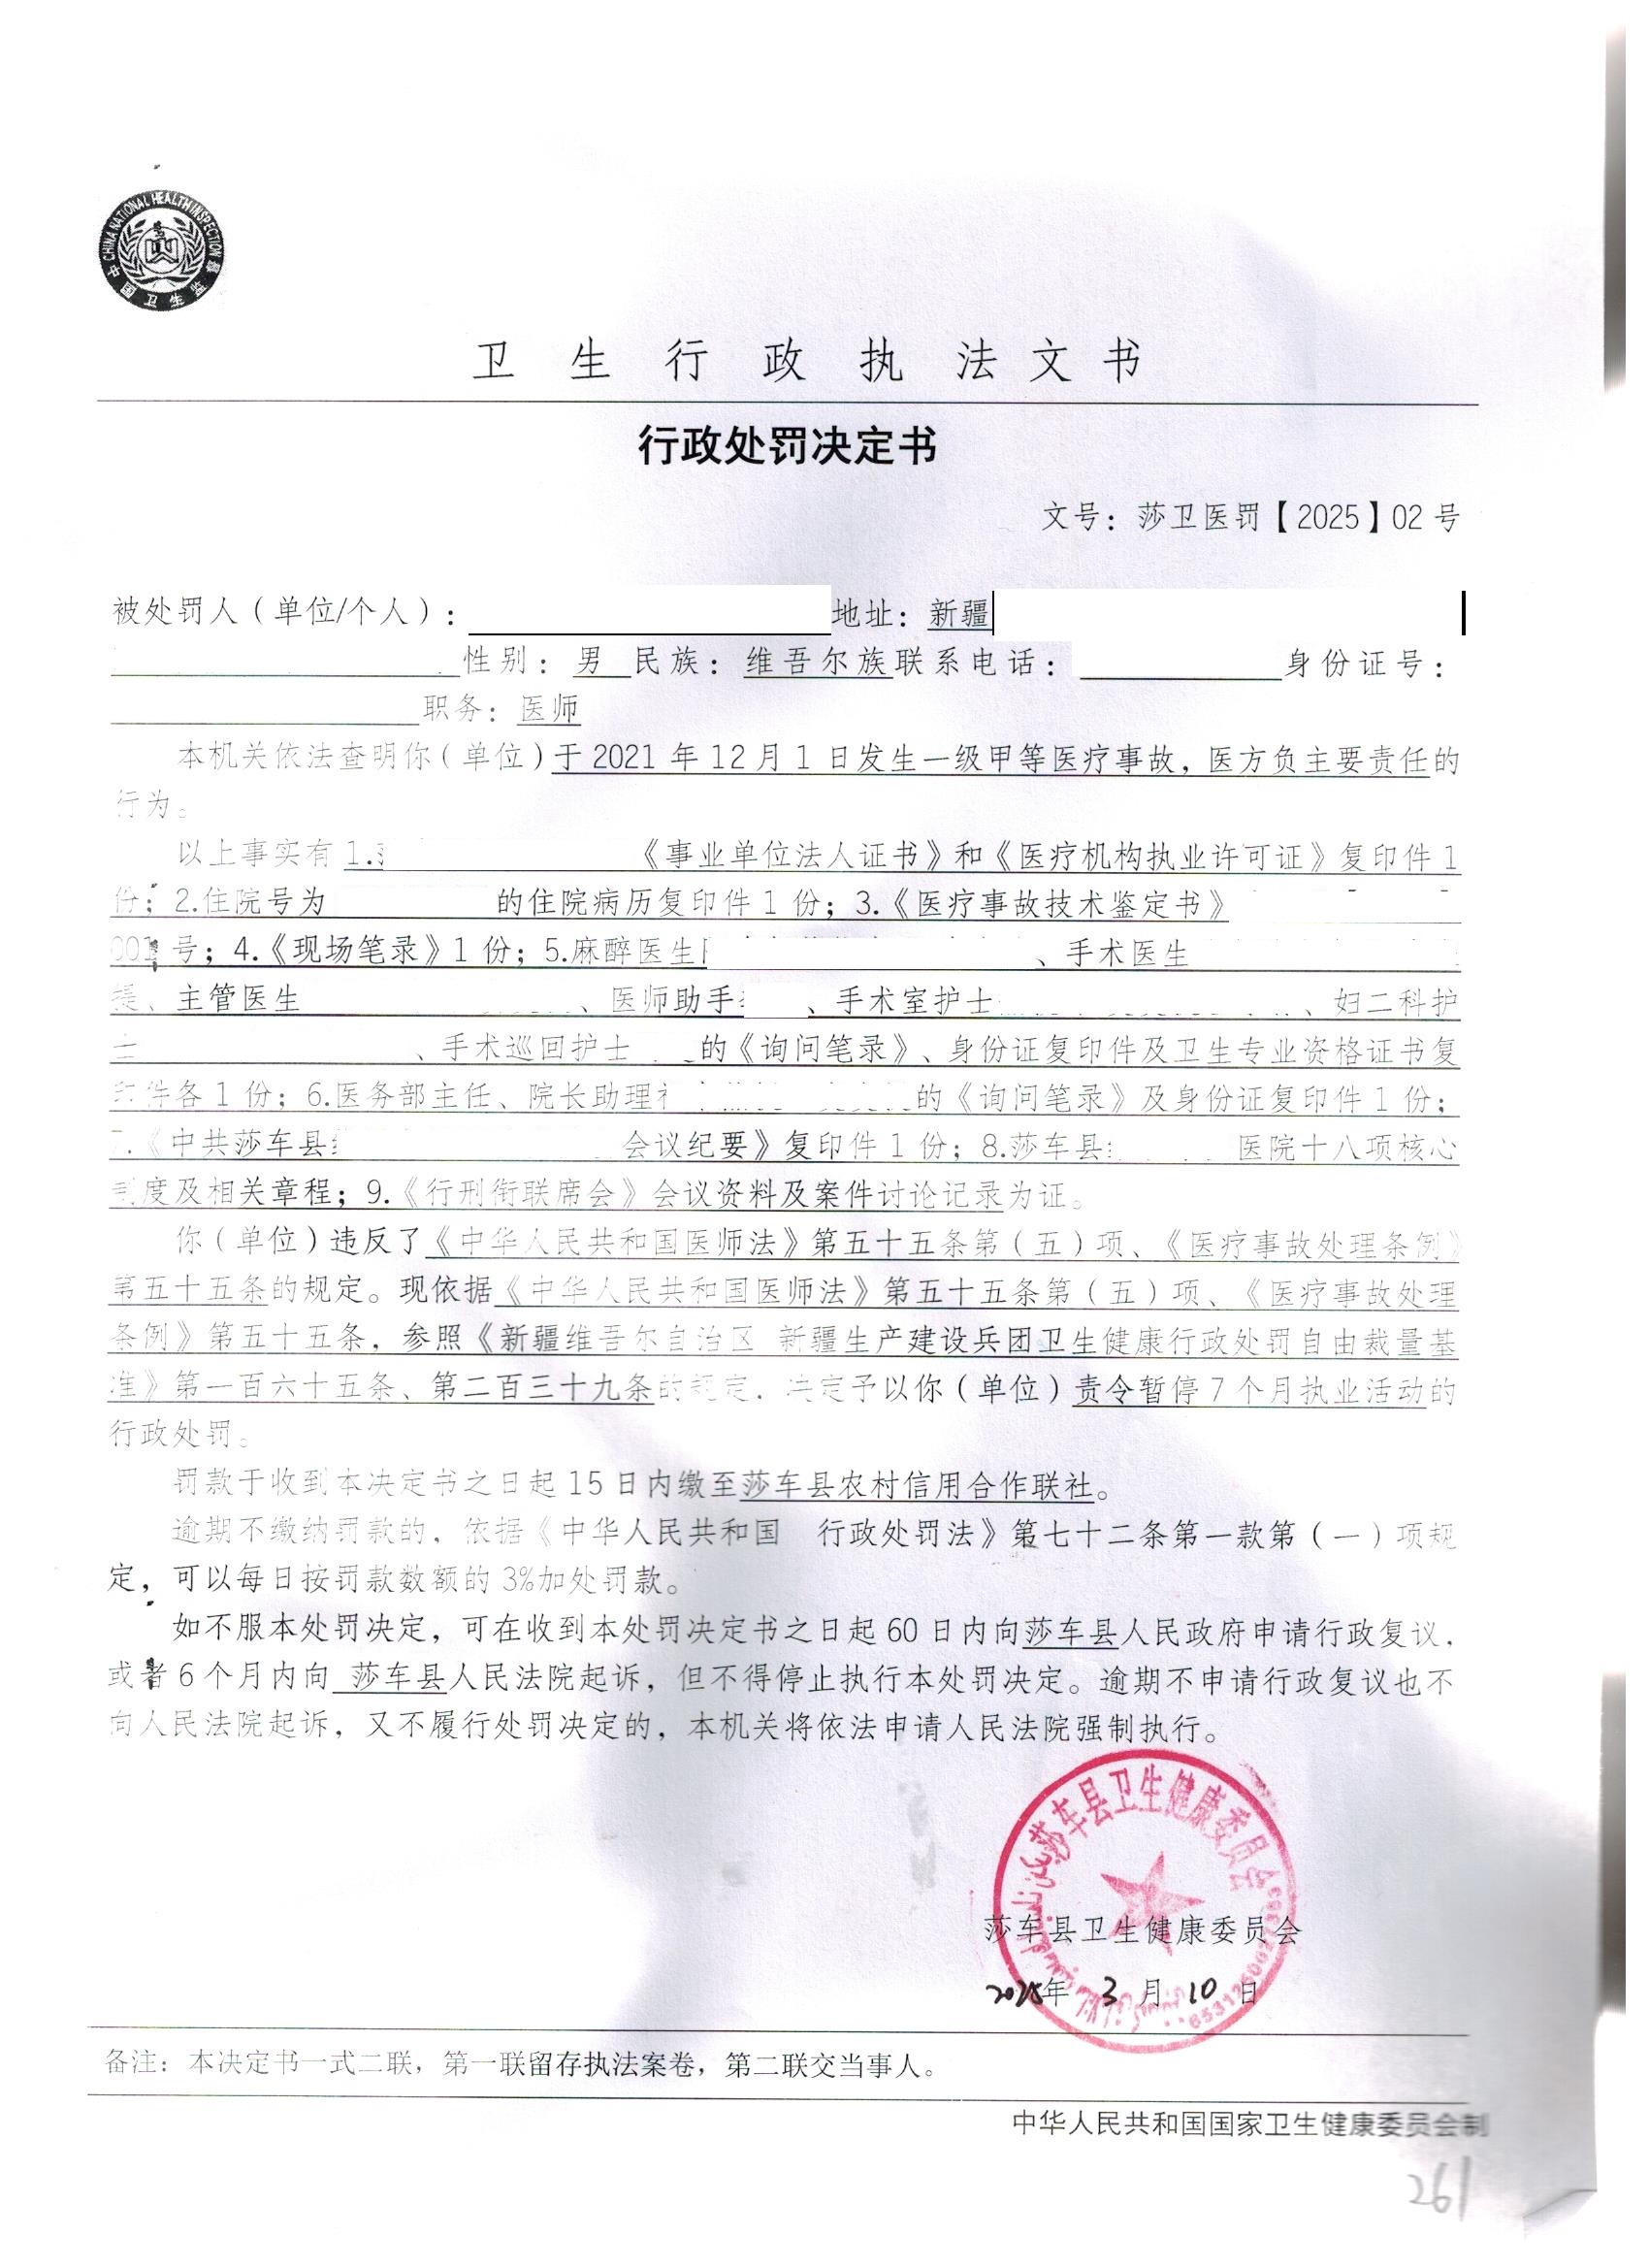 CHINA NATIONAL HEALTH INSPECTION
中国卫生监督
卫生行政执法文书
行政处罚决定书
文号：莎卫医罚【2025】02 号
被处罚人（单位/个人）：地址：新疆
性别：男 民族：维吾尔族联系电话：身份证号：
职务：医师
本机关依法查明你（单位）于 2021 年 12 月 1 日发生一级甲等医疗事故，医方负主要责任的
行为。
以上事实有 1.《事业单位法人证书》和《医疗机构执业许可证》复印件 1
份；2.住院号为 的住院病历复印件 1 份；3.《医疗事故技术鉴定书》
001 号；4.《现场笔录》1 份；5.麻醉医生 、手术医生
、主管医生 、医师助手 、手术室护士 、妇二科护
士 、手术巡回护士 的《询问笔录》、身份证复印件及卫生专业资格证书复
印件各 1 份；6.医务部主任、院长助理 的《询问笔录》及身份证复印件 1 份；
7.《中共莎车县 会议纪要》复印件 1 份；8.莎车县 医院十八项核心
制度及相关章程；9.《行刑衔联席会》会议资料及案件讨论记录为证。
你（单位）违反了《中华人民共和国医师法》第五十五条第（五）项、《医疗事故处理条例》
第五十五条的规定。现依据《中华人民共和国医师法》第五十五条第（五）项、《医疗事故处理
条例》第五十五条，参照《新疆维吾尔自治区 新疆生产建设兵团卫生健康行政处罚自由裁量基
准》第一百六十五条、第二百三十九条的规定，决定予以你（单位）责令暂停 7 个月执业活动的
行政处罚。
罚款于收到本决定书之日起 15 日内缴至莎车县农村信用合作联社。
逾期不缴纳罚款的，依据《中华人民共和国 行政处罚法》第七十二条第一款第（一）项规
定，可以每日按罚款数额的 3%加处罚款。
如不服本处罚决定，可在收到本处罚决定书之日起 60 日内向莎车县人民政府申请行政复议，
或者 6 个月内向 莎车县人民法院起诉，但不得停止执行本处罚决定。逾期不申请行政复议也不
向人民法院起诉，又不履行处罚决定的，本机关将依法申请人民法院强制执行。
莎车县卫生健康委员会
莎车县卫生健康委员会
2025年 3 月 10 日
备注：本决定书一式二联，第一联留存执法案卷，第二联交当事人。
中华人民共和国国家卫生健康委员会制
261